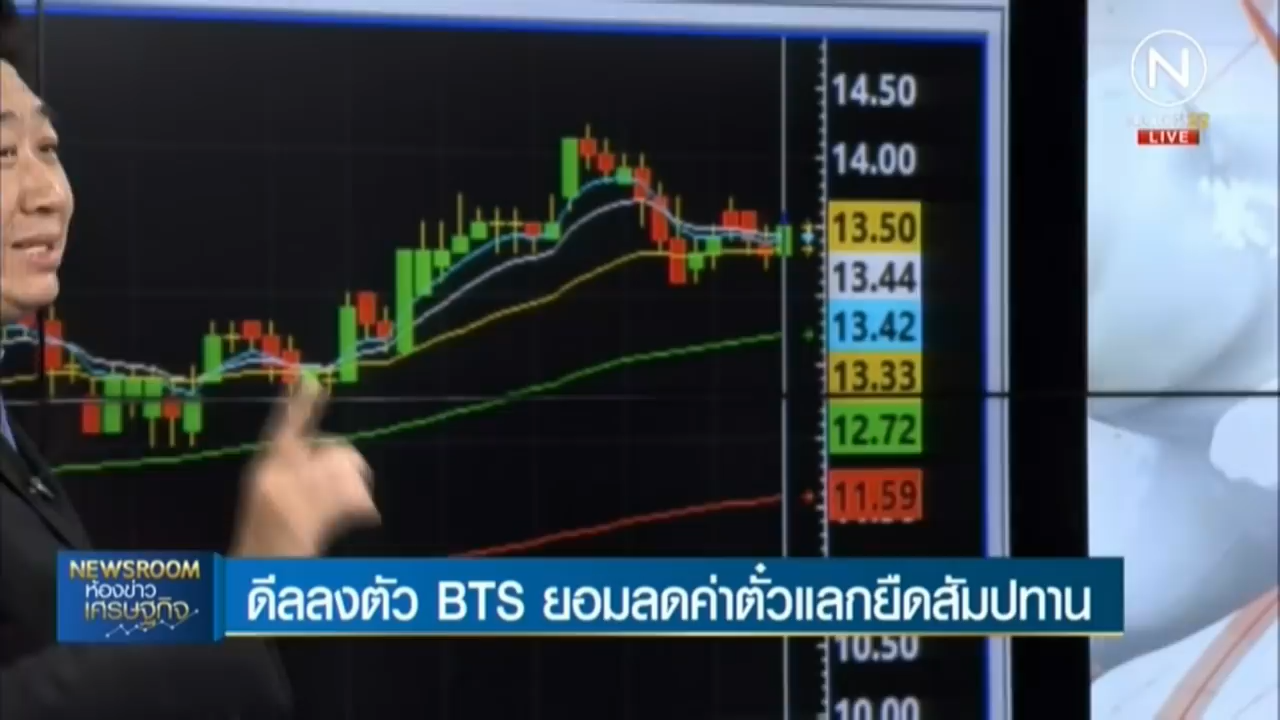 N
LIVE
14.50
14.00
13.50
13.44
13.42
13.33
12.72
11.59
NEWSROOM
ห้องข่าว
เศรษฐกิจ
ดีลลงตัว BTS ยอมลดค่าตั๋วแลกยืดสัมปทาน
10.50
10.00